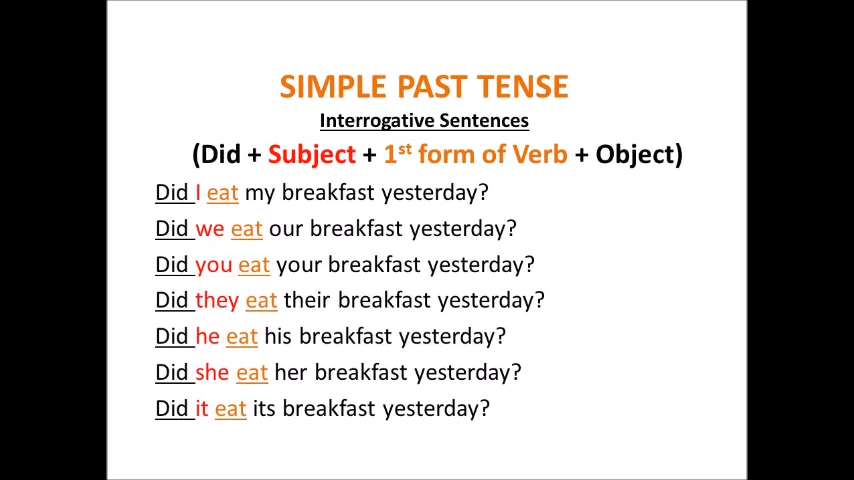 SIMPLE PAST TENSE
Interrogative Sentences
(Did + Subject + 1st form of Verb + Object)
Did I eat my breakfast yesterday?
Did we eat our breakfast yesterday?
Did you eat your breakfast yesterday?
Did they eat their breakfast yesterday?
Did he eat his breakfast yesterday?
Did she eat her breakfast yesterday?
Did it eat its breakfast yesterday?